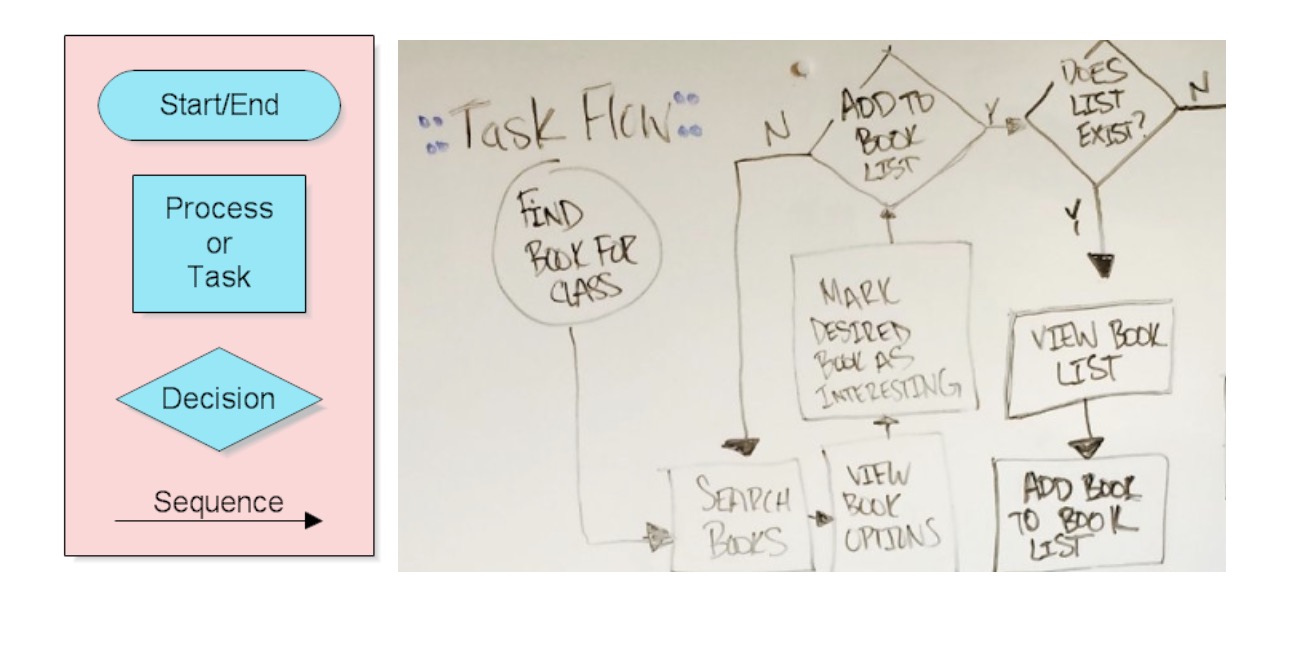 Start/End
Process
or
Task
Decision
Sequence
Task Flow
FIND
BOOK FOR
CLASS
N
ADD TO
BOOK
LIST
Y
DOES
LIST
EXIST?
N
Y
MARK
DESIRED
BOOK AS
INTERESTING
VIEW BOOK
LIST
SEARCH
BOOKS
VIEW
BOOK
OPTIONS
ADD BOOK
TO BOOK
LIST